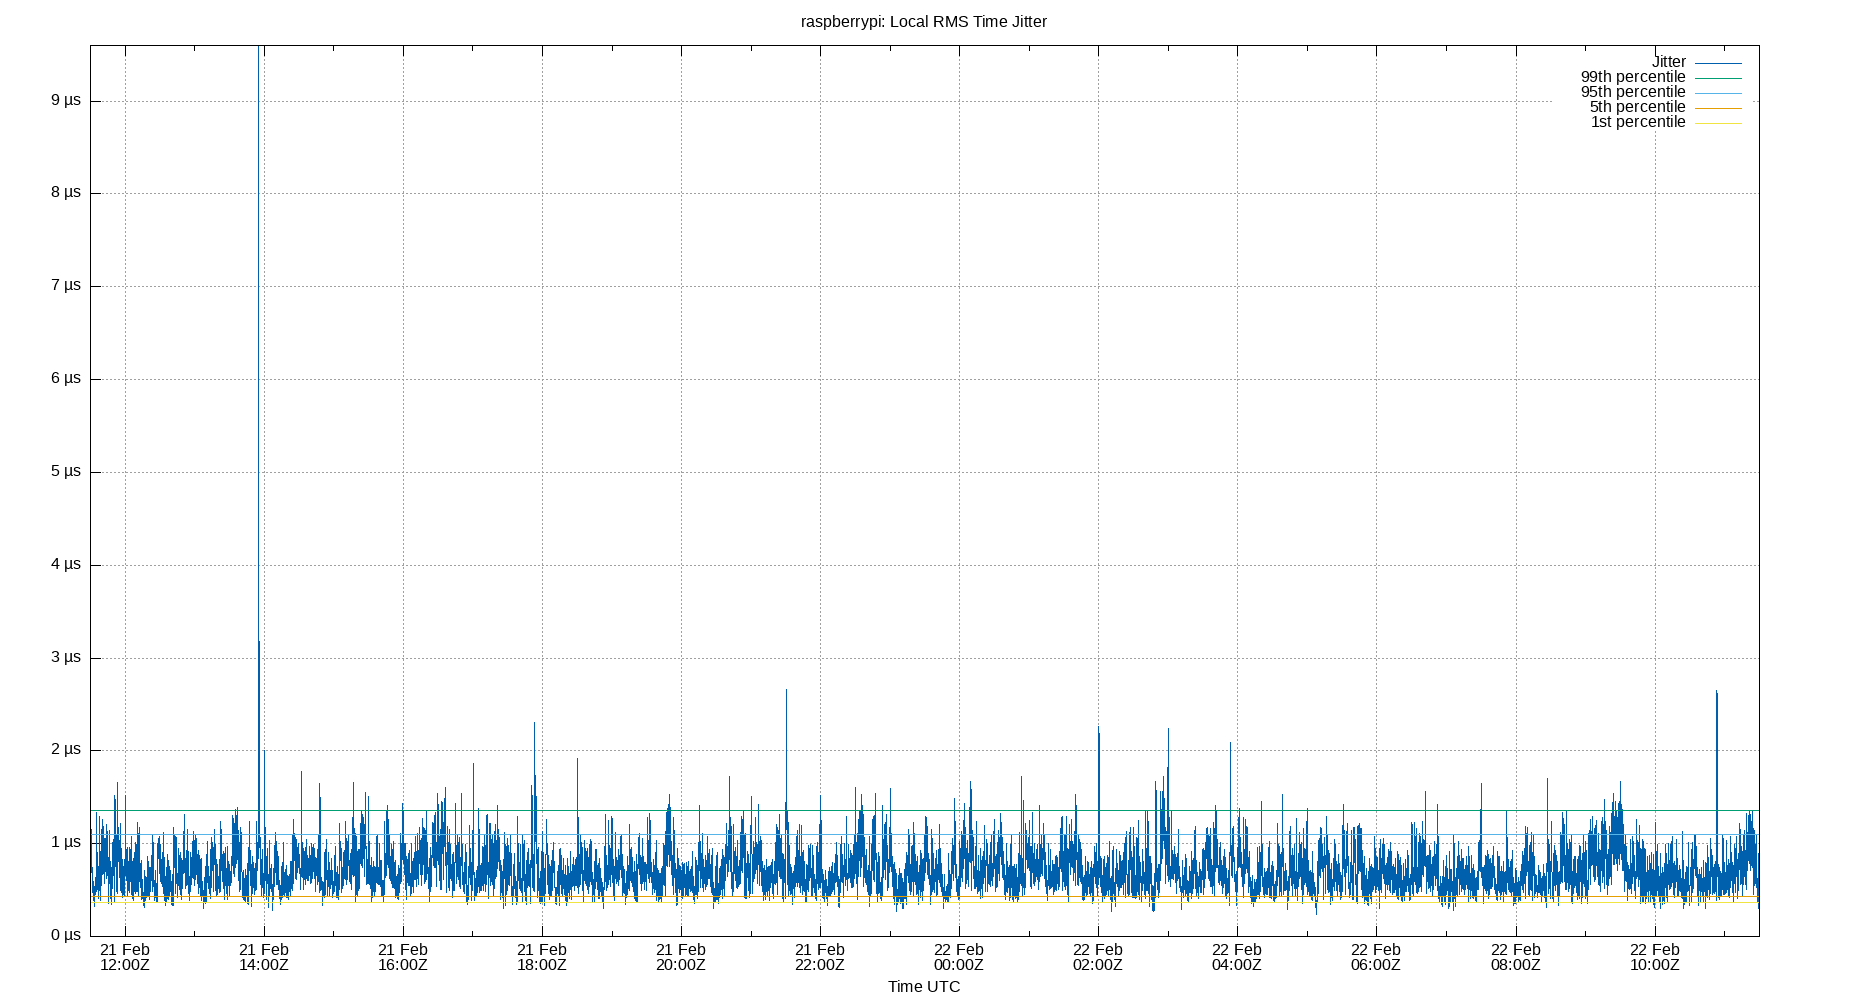 raspberrypi: Local RMS Time Jitter
Jitter
99th percentile
95th percentile
5th percentile
1st percentile
9 µs
8 µs
7 µs
6 µs
5 µs
4 µs
3 µs
2 µs
1 µs
0 µs
21 Feb 21 Feb 21 Feb 21 Feb 21 Feb 21 Feb 22 Feb 22 Feb 22 Feb 22 Feb 22 Feb 22 Feb
12:00Z 14:00Z 16:00Z 18:00Z 20:00Z 22:00Z 00:00Z 02:00Z 04:00Z 06:00Z 08:00Z 10:00Z
Time UTC